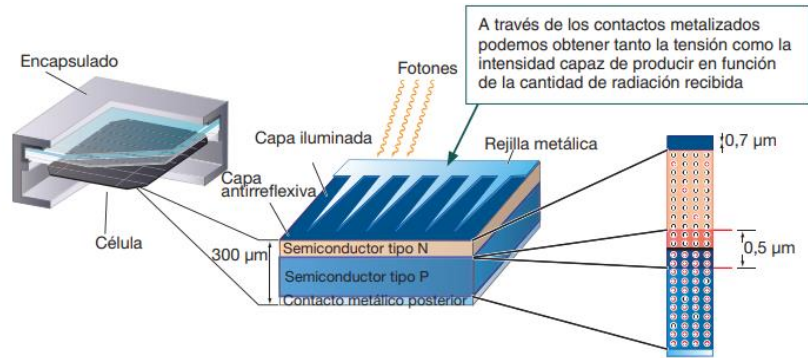 A través de los contactos metalizados
podemos obtener tanto la tensión como la
intensidad capaz de producir en función
de la cantidad de radiación recibida
Encapsulado
Fotones
Capa iluminada
Rejilla metálica
0,7 µm
Capa
antirreflexiva
Célula
300 µm
Semiconductor tipo N
0,5 µm
Semiconductor tipo P
Contacto metálico posterior